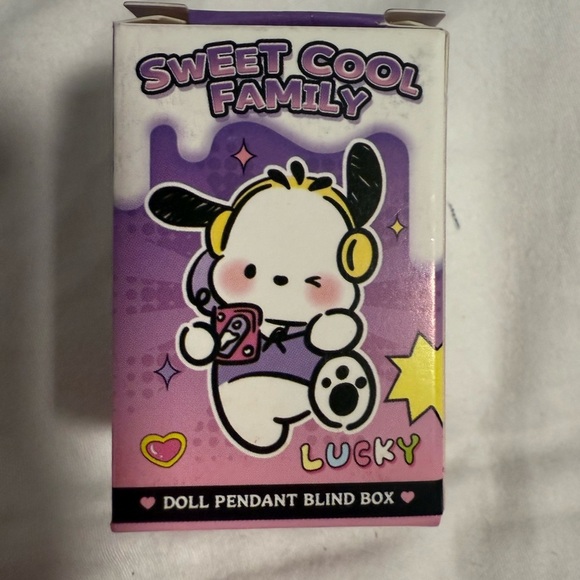 SWEET COOL
FAMILY
LUCKY
DOLL PENDANT BLIND BOX